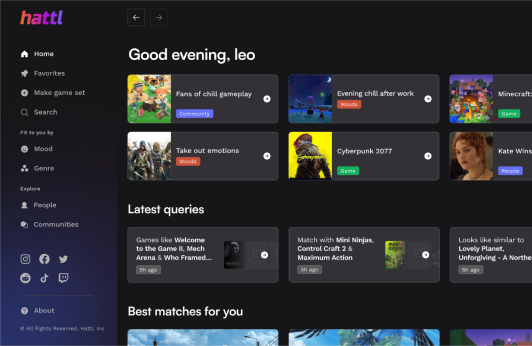 hattl
Home
Favorites
Make game set
Search
Fit to you by
Mood
Genre
Explore
People
Communities
About
© All Rights Reserved. Hattl, Inc
Good evening, leo
Fans of chill gameplay
Community
Evening chill after work
Moods
Minecraft:
Game
Take out emotions
Moods
Cyberpunk 2077
Game
Kate Wins
People
Latest queries
Games like Welcome
to the Game II, Mech
Arena & Who Framed...
5h ago
Match with Mini Ninjas,
Control Craft 2 &
Maximum Action
5h ago
Looks like similar to
Lovely Planet,
Unforgiving - A Northe
5h ago
Best matches for you